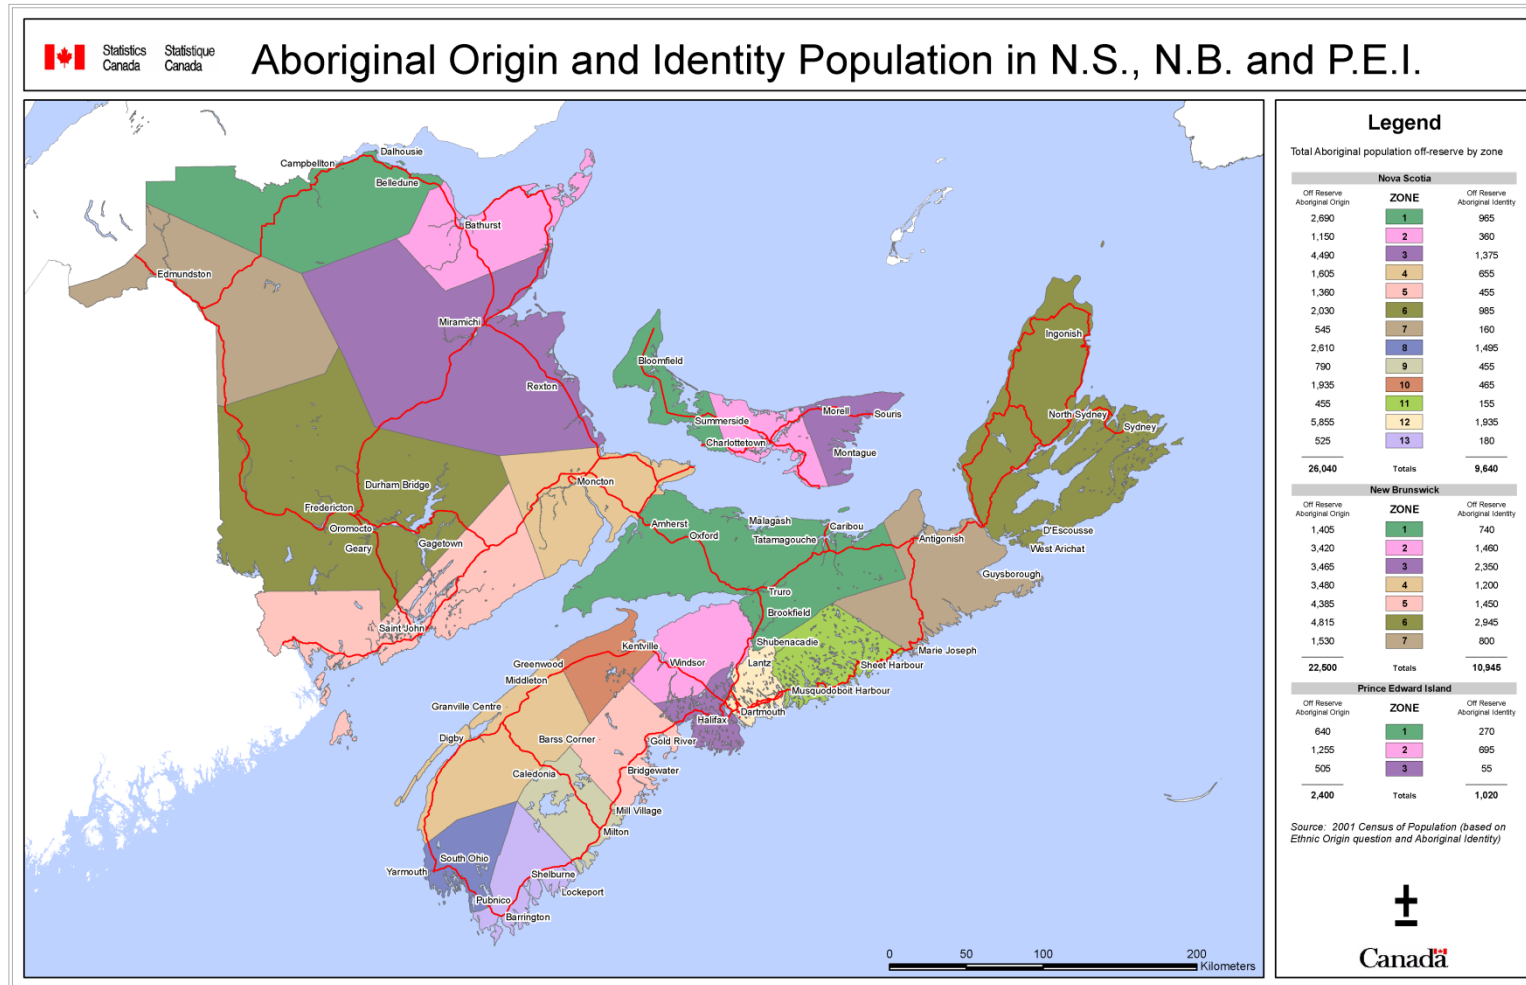 Statistics Statistique
Canada Canada
Aboriginal Origin and Identity Population in N.S., N.B. and P.E.I.
Dalhousie
Campbellton
Belledune
Bathurst
Edmundston
Miramichi
Rexton
Durham Bridge
Fredericton
Oromocto
Geary
Gagetown
Moncton
Saint John
Bloomfield
Summerside
Charlottetown
Morell
Souris
Montague
Ingonish
North Sydney
Sydney
D'Escousse
West Arichat
Amherst
Oxford
Malagash
Tatamagouche
Caribou
Antigonish
Guysborough
Truro
Brookfield
Shubenacadie
Marie Joseph
Sheet Harbour
Lantz
Musquodoboit Harbour
Dartmouth
Halifax
Kentville
Windsor
Greenwood
Middleton
Granville Centre
Digby
Barss Corner
Gold River
Caledonia
Bridgewater
Mill Village
Milton
South Ohio
Yarmouth
Shelburne
Lockeport
Pubnico
Barrington
0 50 100 200
Kilometers
Legend
Total Aboriginal population off-reserve by zone
Nova Scotia
Off Reserve Aboriginal Origin ZONE Off Reserve Aboriginal Identity
2,690 1 965
1,150 2 360
4,490 3 1,375
1,605 4 655
1,360 5 455
2,030 6 985
545 7 160
2,610 8 1,495
790 9 455
1,935 10 465
455 11 155
5,855 12 1,935
525 13 180
26,040 Totals 9,640
New Brunswick
Off Reserve Aboriginal Origin ZONE Off Reserve Aboriginal Identity
1,405 1 740
3,420 2 1,460
3,465 3 2,350
3,480 4 1,200
4,385 5 1,450
4,815 6 2,945
1,530 7 800
22,500 Totals 10,945
Prince Edward Island
Off Reserve Aboriginal Origin ZONE Off Reserve Aboriginal Identity
640 1 270
1,255 2 695
505 3 55
2,400 Totals 1,020
Source: 2001 Census of Population (based on
Ethnic Origin question and Aboriginal Identity)
Canada